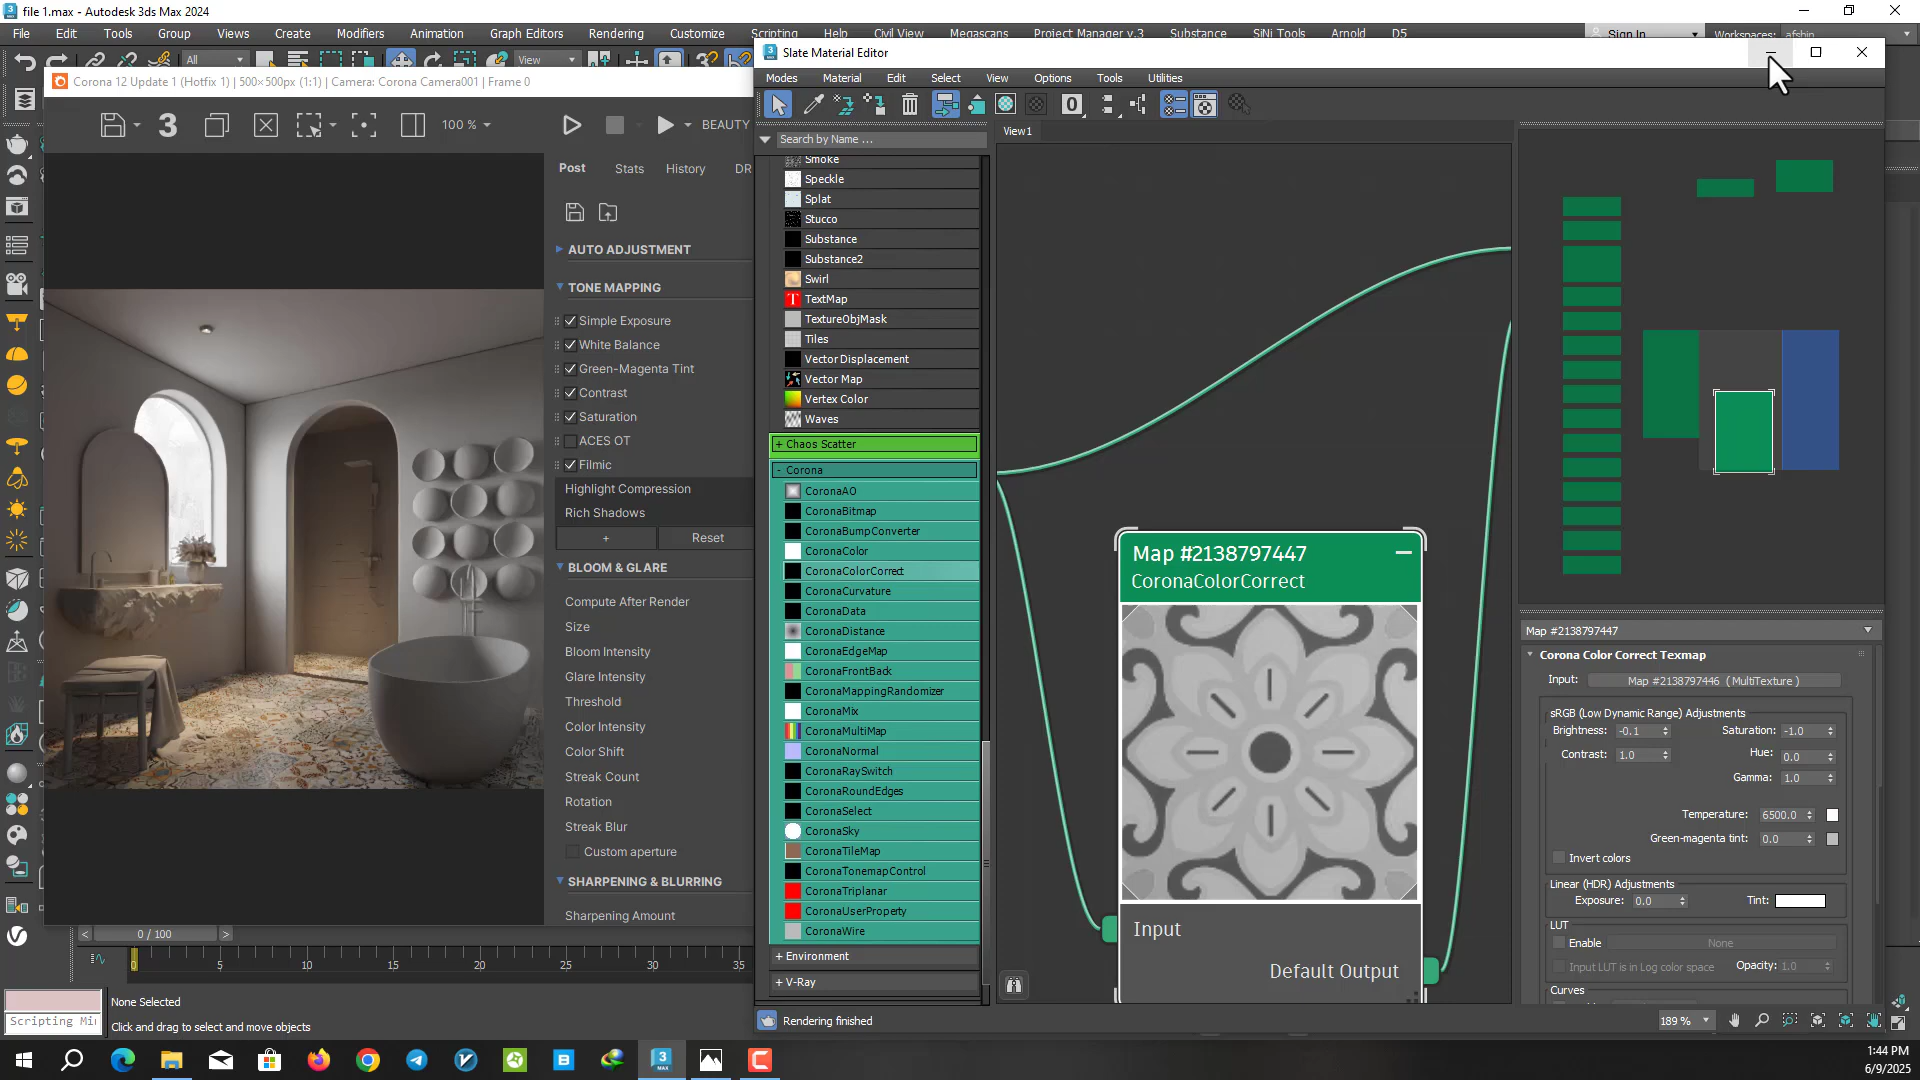 file 1.max - Autodesk 3ds Max 2024
File Edit Tools Group Views Create Modifiers Animation Graph Editors Rendering Customize Scripting Help Civil View Megascans Project Manager v.3 Substance SiNi Tools Arnold D5
Sign In
Workspaces: afshin
All
View
Corona 12 Update 1 (Hotfix 1) | 500×500px (1:1) | Camera: Corona Camera001 | Frame 0
3
100 %
BEAUTY
Post Stats History DR
AUTO ADJUSTMENT
TONE MAPPING
Simple Exposure
White Balance
Green-Magenta Tint
Contrast
Saturation
ACES OT
Filmic
Highlight Compression
Rich Shadows
+ Reset
BLOOM & GLARE
Compute After Render
Size
Bloom Intensity
Glare Intensity
Threshold
Color Intensity
Color Shift
Streak Count
Rotation
Streak Blur
Custom aperture
SHARPENING & BLURRING
Sharpening Amount
< 0 / 100 >
0 5 10 15 20 25 30 35
None Selected
Click and drag to select and move objects
Scripting Mi
Slate Material Editor
Modes Material Edit Select View Options Tools Utilities
0
Search by Name ...
Smoke
Speckle
Splat
Stucco
Substance
Substance2
Swirl
TextMap
TextureObjMask
Tiles
Vector Displacement
Vector Map
Vertex Color
Waves
+ Chaos Scatter
- Corona
CoronaAO
CoronaBitmap
CoronaBumpConverter
CoronaColor
CoronaColorCorrect
CoronaCurvature
CoronaData
CoronaDistance
CoronaEdgeMap
CoronaFrontBack
CoronaMappingRandomizer
CoronaMix
CoronaMultiMap
CoronaNormal
CoronaRaySwitch
CoronaRoundEdges
CoronaSelect
CoronaSky
CoronaTileMap
CoronaTonemapControl
CoronaTriplanar
CoronaUserProperty
CoronaWire
+ Environment
+ V-Ray
Rendering finished
View1
Map #2138797447
CoronaColorCorrect
Input
Default Output
Map #2138797447
Corona Color Correct Texmap
Input: Map #2138797446 ( MultiTexture )
sRGB (Low Dynamic Range) Adjustments
Brightness: -0.1 Saturation: -1.0
Contrast: 1.0 Hue: 0.0
Gamma: 1.0
Temperature: 6500.0
Green-magenta tint: 0.0
Invert colors
Linear (HDR) Adjustments
Exposure: 0.0 Tint:
LUT
Enable None
Input LUT is in Log color space Opacity: 1.0
Curves
189 %
1:44 PM
6/9/2025